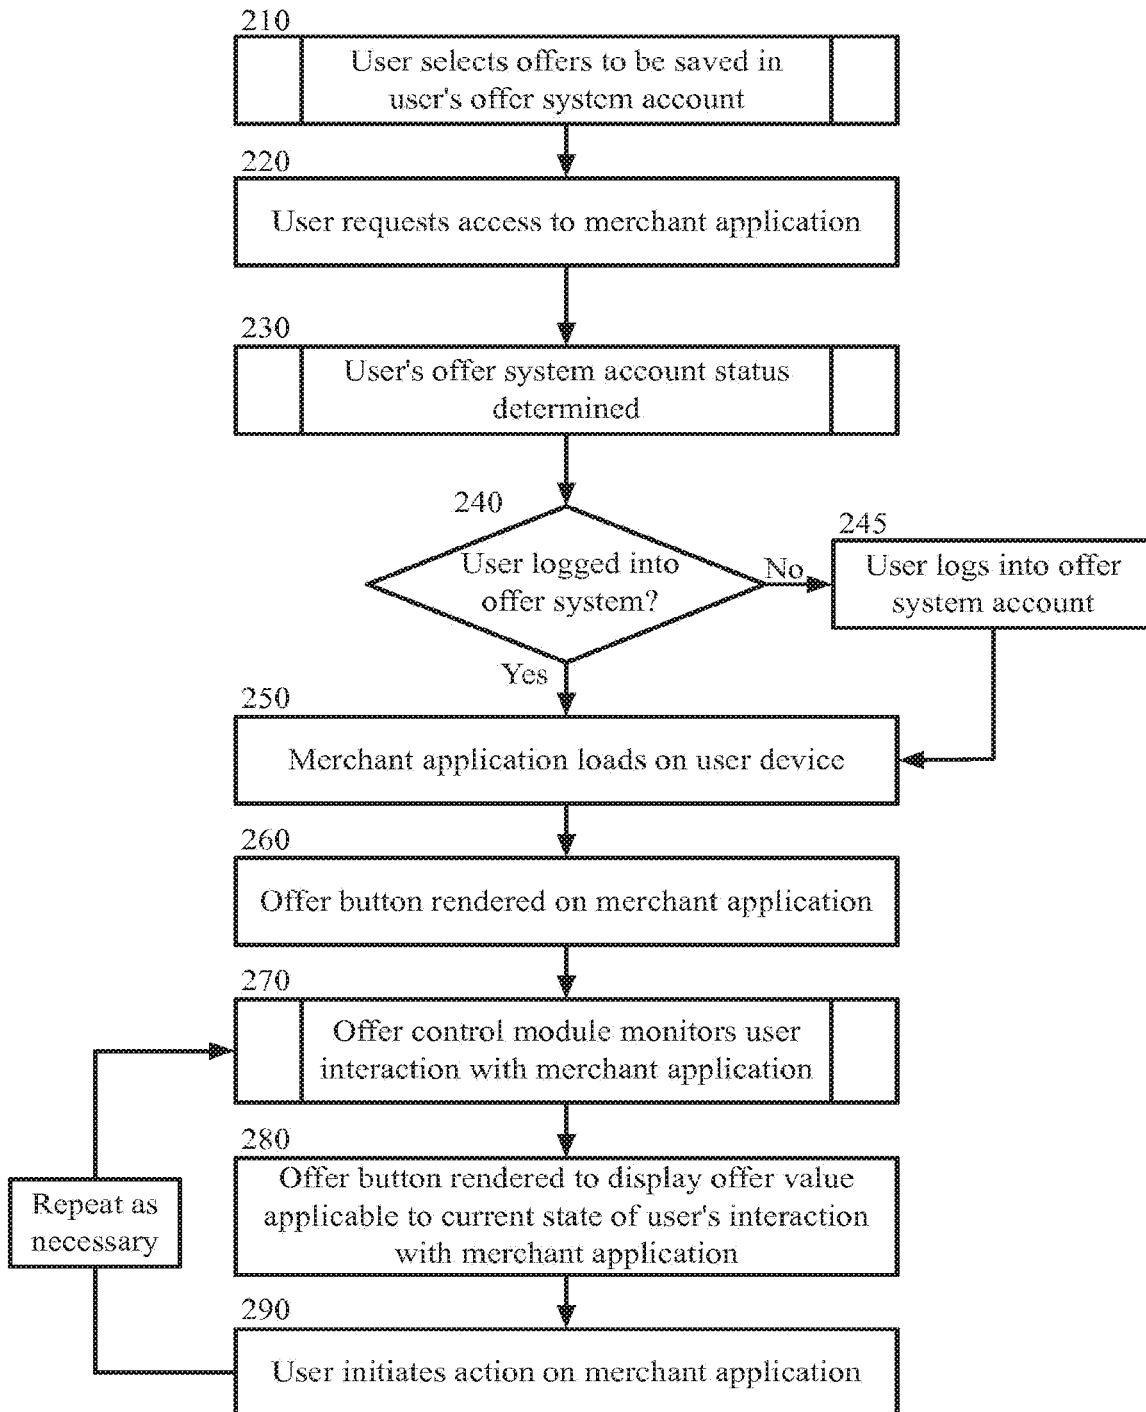 210
User selects offers to be saved in
user's offer system account
220
User requests access to merchant application
230
User's offer system account status
determined
240
User logged into
offer system?
No
245
User logs into offer
system account
Yes
250
Merchant application loads on user device
260
Offer button rendered on merchant application
270
Offer control module monitors user
interaction with merchant application
280
Offer button rendered to display offer value
applicable to current state of user's interaction
with merchant application
Repeat as
necessary
290
User initiates action on merchant application